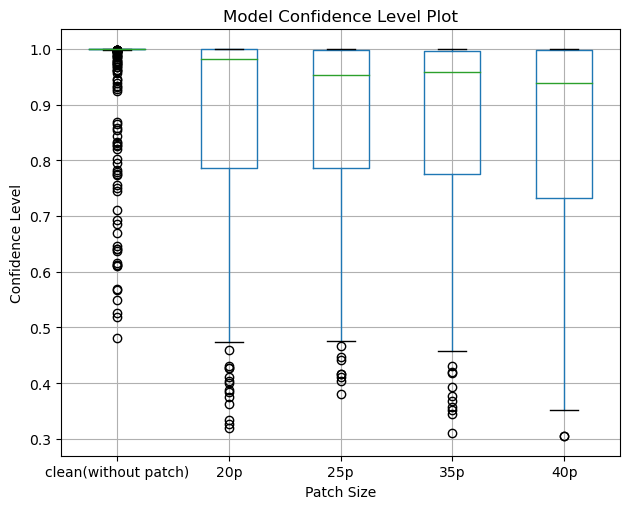 Model Confidence Level Plot
Confidence Level
1.0
0.9
0.8
0.7
0.6
0.5
0.4
0.3
clean(without patch) 20p 25p 35p 40p
Patch Size